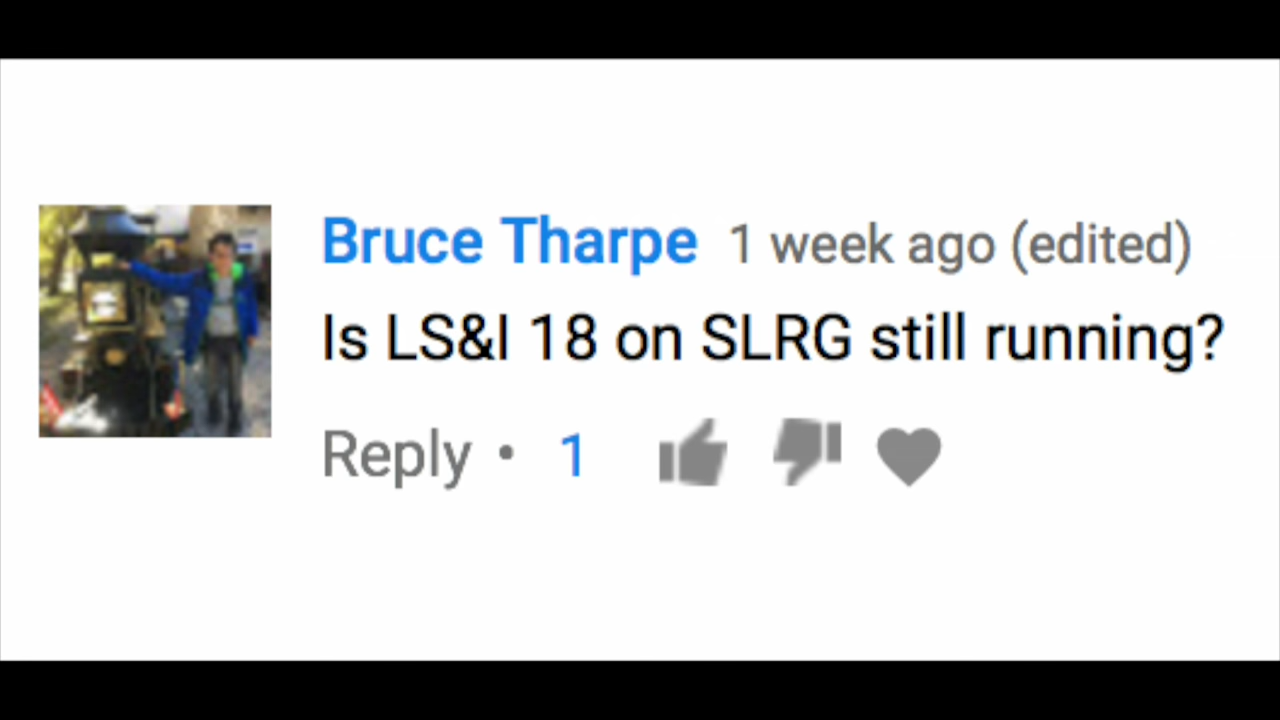 Bruce Tharpe 1 week ago (edited)
Is LS&I 18 on SLRG still running?
Reply • 1